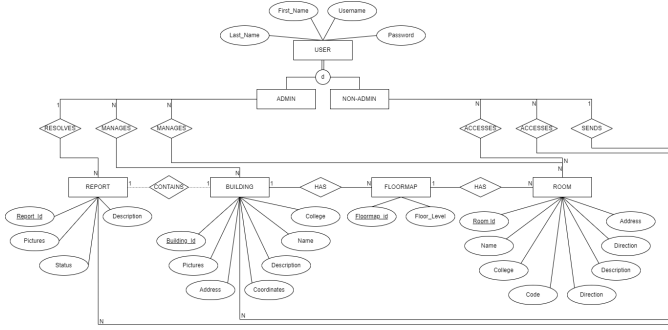 First_Name
Username
Last_Name
Password
USER
d
ADMIN
NON-ADMIN
1
N
N
N
N
1
RESOLVES
MANAGES
MANAGES
ACCESSES
ACCESSES
SENDS
N
N
N
N
REPORT
1
CONTAINS
1
BUILDING
1
HAS
N
FLOORMAP
1
HAS
N
ROOM
Report_Id
Description
College
Floormap_id
Floor_Level
Room Id
Address
Pictures
Building_Id
Name
Name
Direction
Status
Pictures
Description
College
Description
Address
Coordinates
Code
Direction
N
N